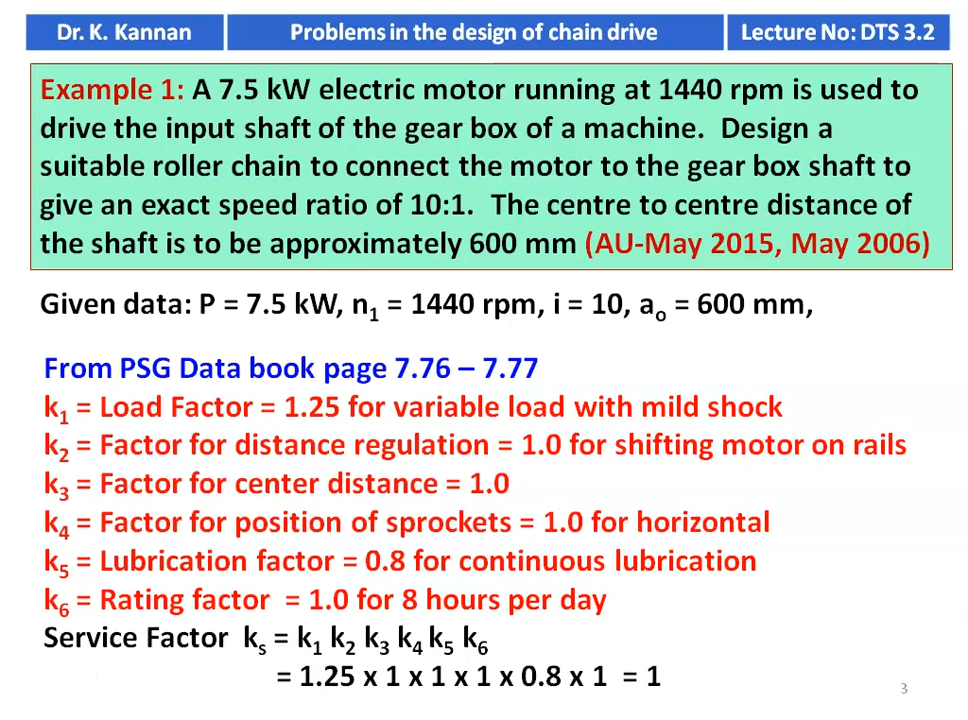 Dr. K. Kannan
Problems in the design of chain drive
Lecture No: DTS 3.2
Example 1: A 7.5 kW electric motor running at 1440 rpm is used to
drive the input shaft of the gear box of a machine. Design a
suitable roller chain to connect the motor to the gear box shaft to
give an exact speed ratio of 10:1. The centre to centre distance of
the shaft is to be approximately 600 mm (AU-May 2015, May 2006)
Given data: P = 7.5 kW, n₁ = 1440 rpm, i = 10, aₒ = 600 mm,
From PSG Data book page 7.76 – 7.77
k₁ = Load Factor = 1.25 for variable load with mild shock
k₂ = Factor for distance regulation = 1.0 for shifting motor on rails
k₃ = Factor for center distance = 1.0
k₄ = Factor for position of sprockets = 1.0 for horizontal
k₅ = Lubrication factor = 0.8 for continuous lubrication
k₆ = Rating factor = 1.0 for 8 hours per day
Service Factor kₛ = k₁ k₂ k₃ k₄ k₅ k₆
= 1.25 x 1 x 1 x 1 x 0.8 x 1 = 1
3